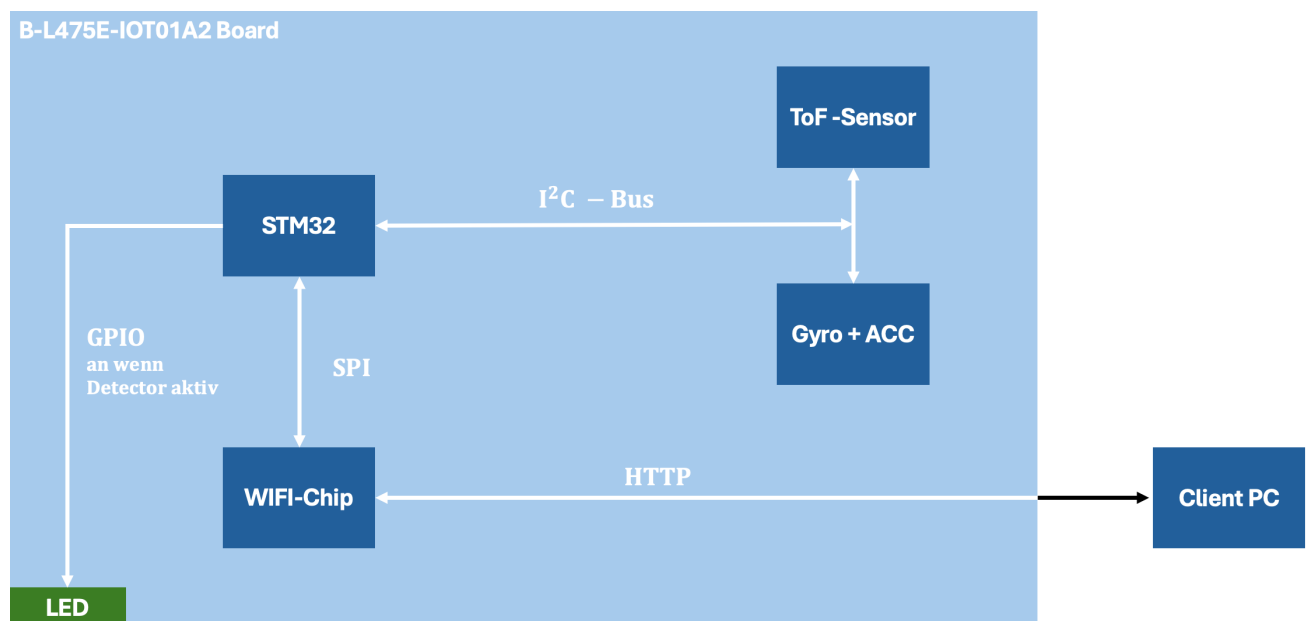 B-L475E-IOT01A2 Board
ToF -Sensor
I²C – Bus
STM32
GPIO
an wenn
Detector aktiv
SPI
Gyro + ACC
HTTP
WIFI-Chip
Client PC
LED